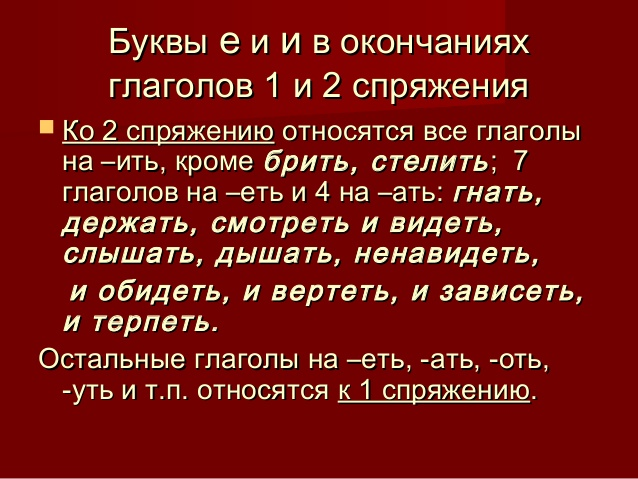 Буквы е и и в окончаниях
глаголов 1 и 2 спряжения
Ко 2 спряжению относятся все глаголы
на –ить, кроме брить, стелить; 7
глаголов на –еть и 4 на –ать: гнать,
держать, смотреть и видеть,
слышать, дышать, ненавидеть,
и обидеть, и вертеть, и зависеть,
и терпеть.
Остальные глаголы на –еть, -ать, -оть,
-уть и т.п. относятся к 1 спряжению.